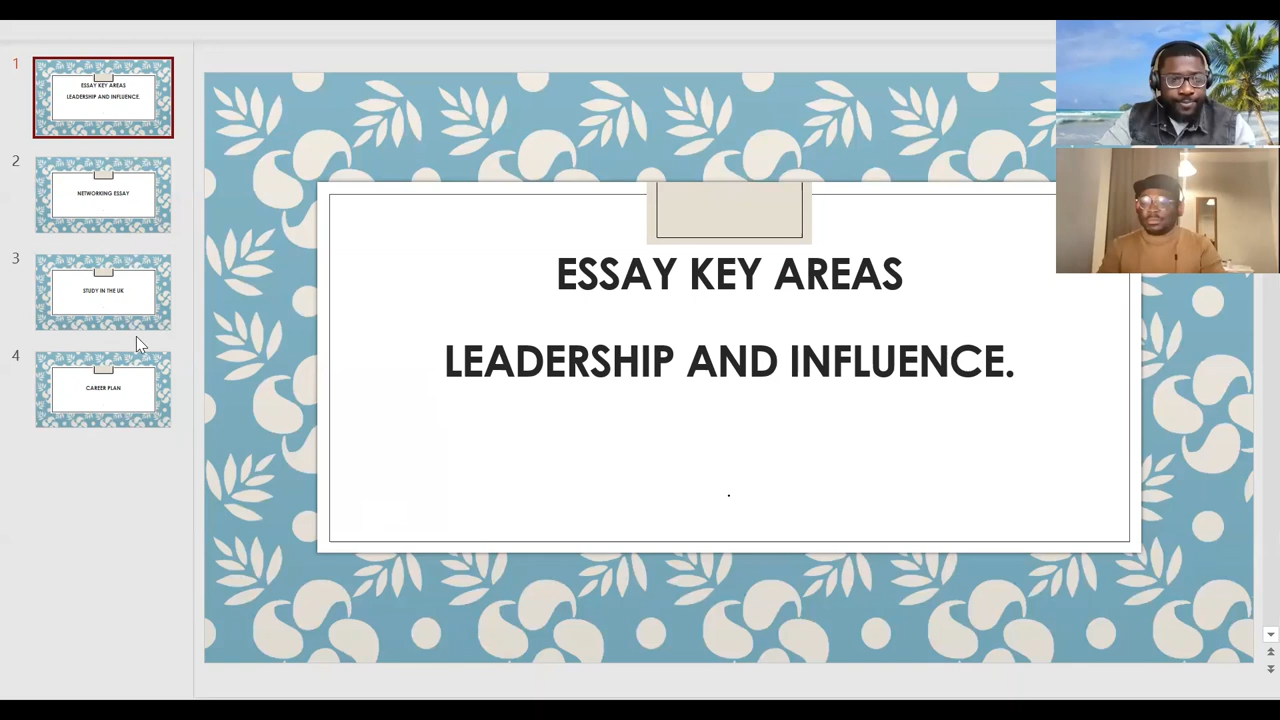 1
ESSAY KEY AREAS
LEADERSHIP AND INFLUENCE.
2
NETWORKING ESSAY
3
STUDY IN THE UK
4
CAREER PLAN
ESSAY KEY AREAS
LEADERSHIP AND INFLUENCE.
.